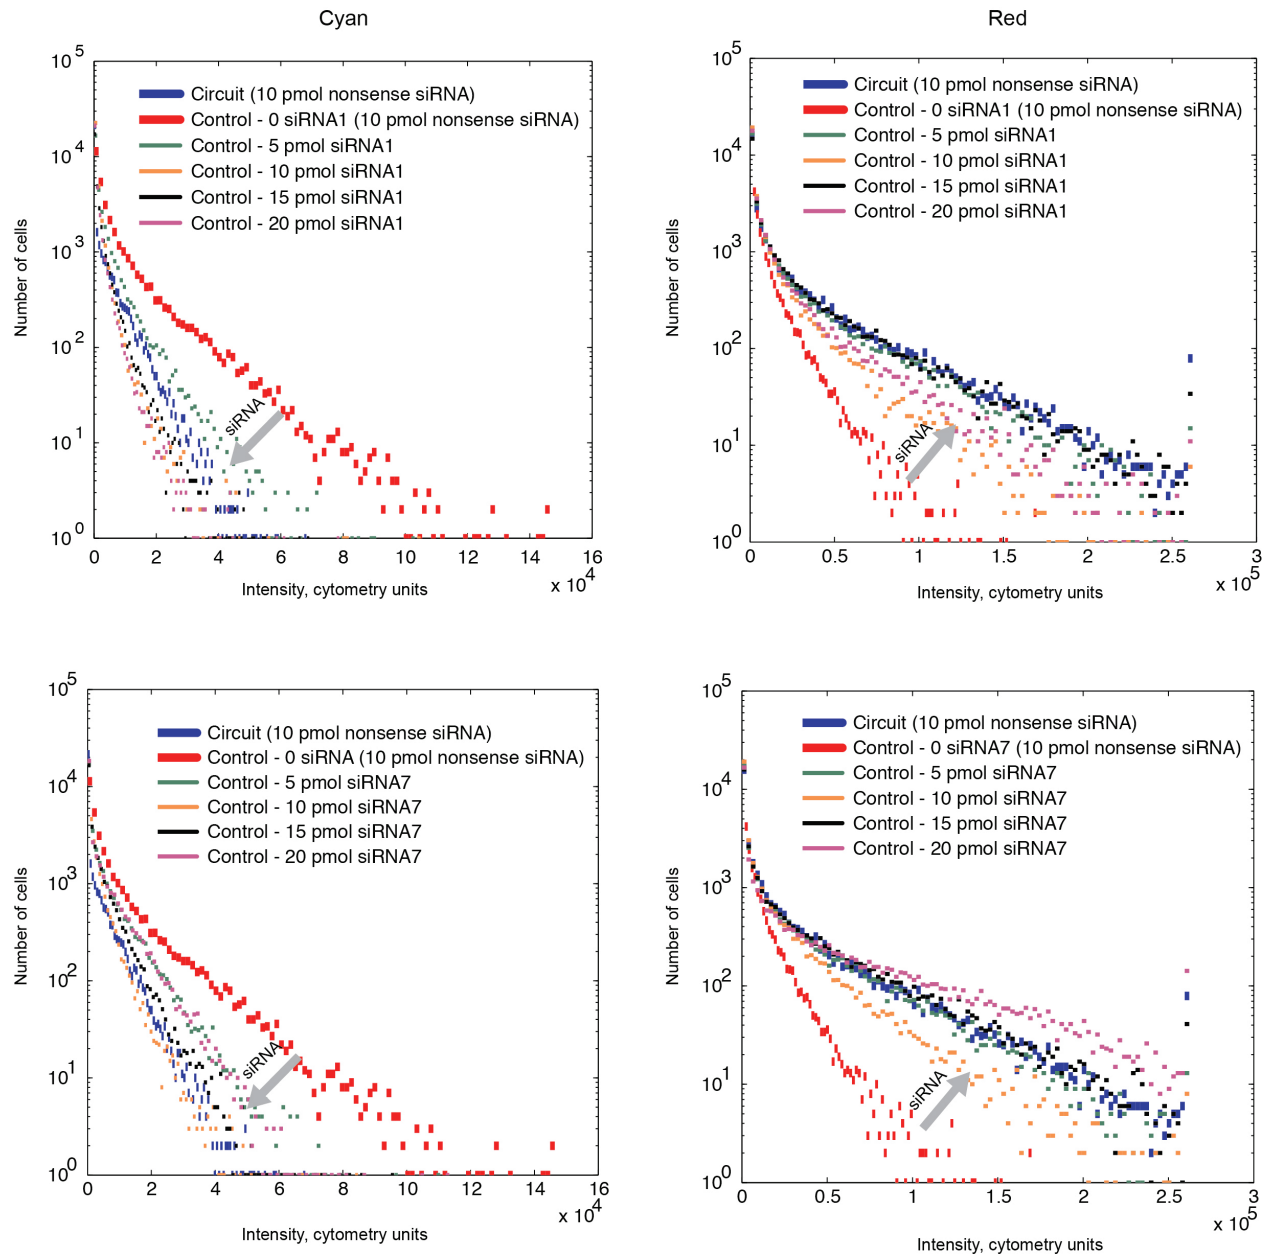 Cyan
10^5
10^4
10^3
10^2
10^1
10^0
Number of cells
Circuit (10 pmol nonsense siRNA)
Control - 0 siRNA1 (10 pmol nonsense siRNA)
Control - 5 pmol siRNA1
Control - 10 pmol siRNA1
Control - 15 pmol siRNA1
Control - 20 pmol siRNA1
siRNA
0 2 4 6 8 10 12 14 16
x 10^4
Intensity, cytometry units
Red
10^5
10^4
10^3
10^2
10^1
10^0
Number of cells
Circuit (10 pmol nonsense siRNA)
Control - 0 siRNA1 (10 pmol nonsense siRNA)
Control - 5 pmol siRNA1
Control - 10 pmol siRNA1
Control - 15 pmol siRNA1
Control - 20 pmol siRNA1
siRNA
0 0.5 1 1.5 2 2.5 3
x 10^5
Intensity, cytometry units
10^5
10^4
10^3
10^2
10^1
10^0
Number of cells
Circuit (10 pmol nonsense siRNA)
Control - 0 siRNA (10 pmol nonsense siRNA)
Control - 5 pmol siRNA7
Control - 10 pmol siRNA7
Control - 15 pmol siRNA7
Control - 20 pmol siRNA7
siRNA
0 2 4 6 8 10 12 14 16
x 10^4
Intensity, cytometry units
10^5
10^4
10^3
10^2
10^1
10^0
Number of cells
Circuit (10 pmol nonsense siRNA)
Control - 0 siRNA7 (10 pmol nonsense siRNA)
Control - 5 pmol siRNA7
Control - 10 pmol siRNA7
Control - 15 pmol siRNA7
Control - 20 pmol siRNA7
siRNA
0 0.5 1 1.5 2 2.5 3
x 10^5
Intensity, cytometry units